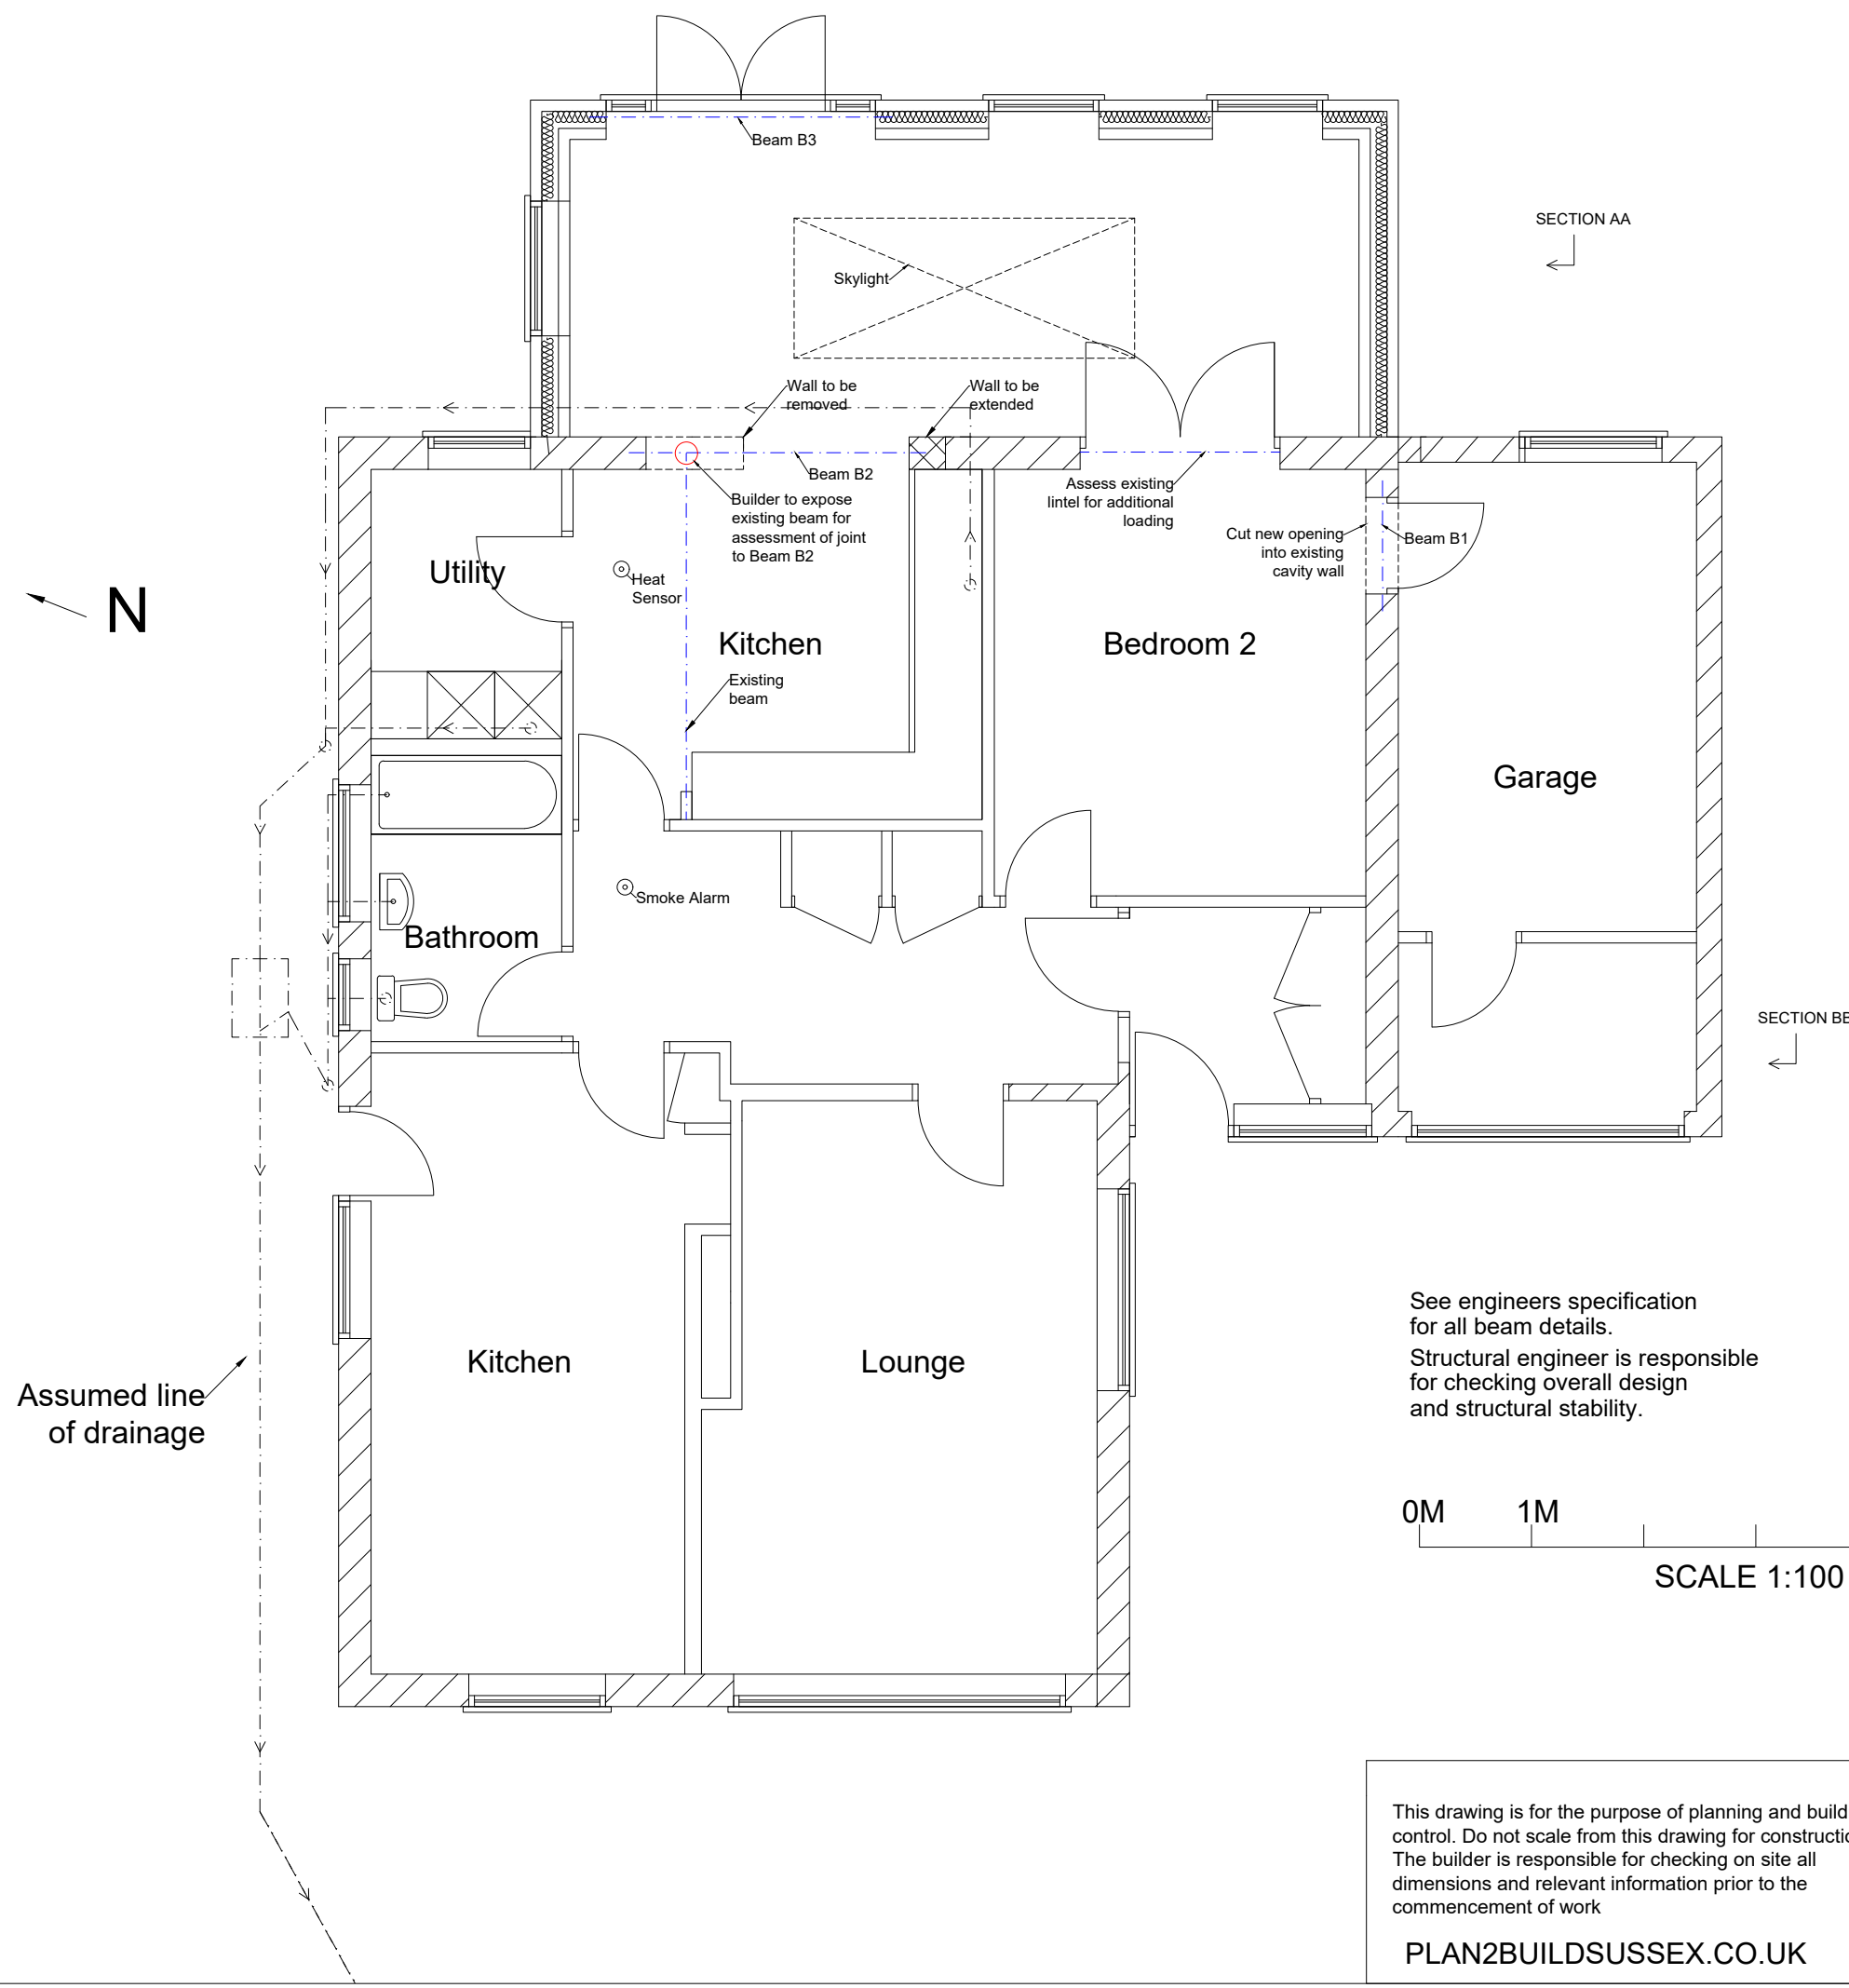 Beam B3
SECTION AA
Skylight
Wall to be
removed
Wall to be
extended
Beam B2
Builder to expose
existing beam for
assessment of joint
to Beam B2
Assess existing
lintel for additional
loading
Cut new opening
into existing
cavity wall
Beam B1
Utility
Heat
Sensor
N
Kitchen
Bedroom 2
Existing
beam
Garage
Smoke Alarm
Bathroom
SECTION BB
See engineers specification
for all beam details.
Structural engineer is responsible
for checking overall design
and structural stability.
Kitchen
Lounge
Assumed line
of drainage
0M 1M
SCALE 1:100
This drawing is for the purpose of planning and build
control. Do not scale from this drawing for constructi
The builder is responsible for checking on site all
dimensions and relevant information prior to the
commencement of work
PLAN2BUILDSUSSEX.CO.UK